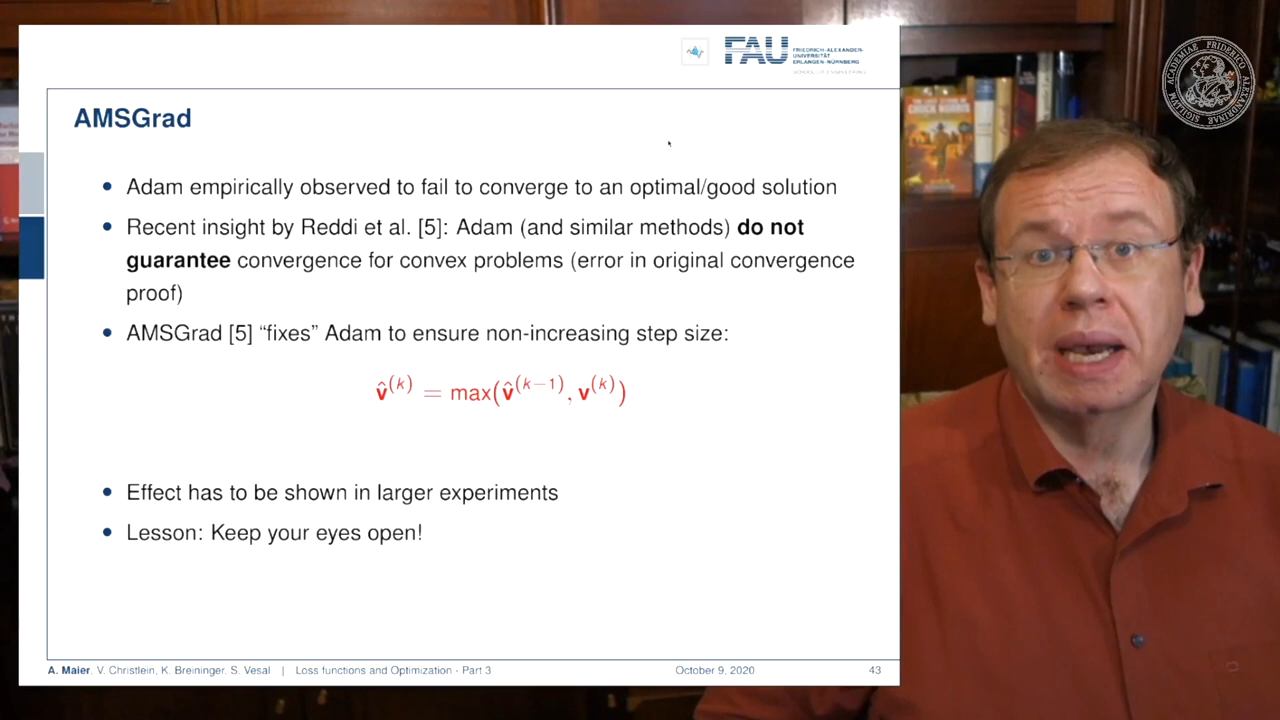 FAU
FRIEDRICH-ALEXANDER-
UNIVERSITÄT
ERLANGEN-NÜRNBERG
AMSGrad
• Adam empirically observed to fail to converge to an optimal/good solution
• Recent insight by Reddi et al. [5]: Adam (and similar methods) do not
guarantee convergence for convex problems (error in original convergence
proof)
• AMSGrad [5] “fixes” Adam to ensure non-increasing step size:
v̂^(k) = max(v̂^(k−1), v^(k))
• Effect has to be shown in larger experiments
• Lesson: Keep your eyes open!
A. Maier, V. Christlein, K. Breininger, S. Vesal | Loss functions and Optimization - Part 3 October 9, 2020 43